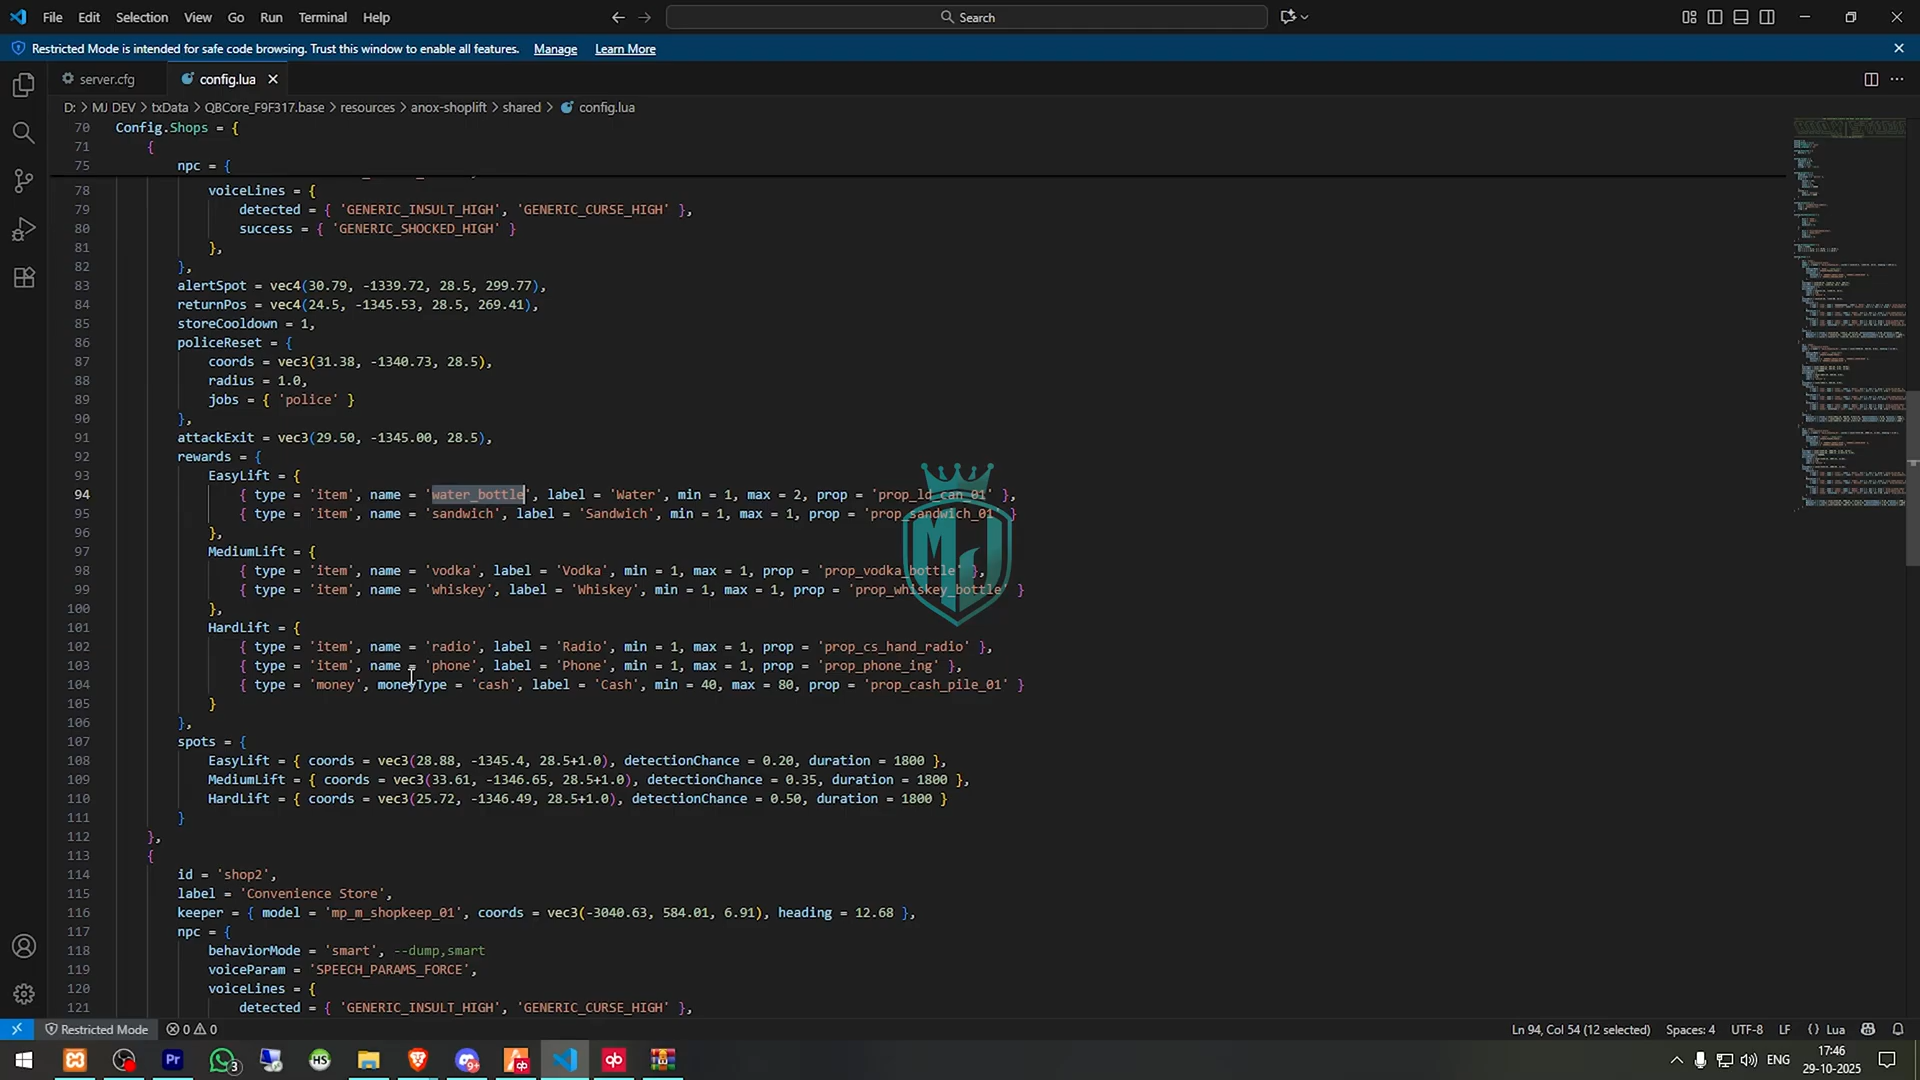 File Edit Selection View Go Run Terminal Help
Search
Restricted Mode is intended for safe code browsing. Trust this window to enable all features. Manage Learn More
server.cfg config.lua
D: > MJ DEV > txData > QBCore_F9F317.base > resources > anox-shoplift > shared > config.lua
70 Config.Shops = {
71 {
75 npc = {
78 voiceLines = {
79 detected = { 'GENERIC_INSULT_HIGH', 'GENERIC_CURSE_HIGH' },
80 success = { 'GENERIC_SHOCKED_HIGH' }
81 },
82 },
83 alertSpot = vec4(30.79, -1339.72, 28.5, 299.77),
84 returnPos = vec4(24.5, -1345.53, 28.5, 269.41),
85 storeCooldown = 1,
86 policeReset = {
87 coords = vec3(31.38, -1340.73, 28.5),
88 radius = 1.0,
89 jobs = { 'police' }
90 },
91 attackExit = vec3(29.50, -1345.00, 28.5),
92 rewards = {
93 EasyLift = {
94 { type = 'item', name = 'water_bottle', label = 'Water', min = 1, max = 2, prop = 'prop_ld_can_01' },
95 { type = 'item', name = 'sandwich', label = 'Sandwich', min = 1, max = 1, prop = 'prop_sandwich_01' }
96 },
97 MediumLift = {
98 { type = 'item', name = 'vodka', label = 'Vodka', min = 1, max = 1, prop = 'prop_vodka_bottle' },
99 { type = 'item', name = 'whiskey', label = 'Whiskey', min = 1, max = 1, prop = 'prop_whiskey_bottle' }
100 },
101 HardLift = {
102 { type = 'item', name = 'radio', label = 'Radio', min = 1, max = 1, prop = 'prop_cs_hand_radio' },
103 { type = 'item', name = 'phone', label = 'Phone', min = 1, max = 1, prop = 'prop_phone_ing' },
104 { type = 'money', moneyType = 'cash', label = 'Cash', min = 40, max = 80, prop = 'prop_cash_pile_01' }
105 }
106 },
107 spots = {
108 EasyLift = { coords = vec3(28.88, -1345.4, 28.5+1.0), detectionChance = 0.20, duration = 1800 },
109 MediumLift = { coords = vec3(33.61, -1346.65, 28.5+1.0), detectionChance = 0.35, duration = 1800 },
110 HardLift = { coords = vec3(25.72, -1346.49, 28.5+1.0), detectionChance = 0.50, duration = 1800 }
111 }
112 },
113 {
114 id = 'shop2',
115 label = 'Convenience Store',
116 keeper = { model = 'mp_m_shopkeep_01', coords = vec3(-3040.63, 584.01, 6.91), heading = 12.68 },
117 npc = {
118 behaviorMode = 'smart', --dump,smart
119 voiceParam = 'SPEECH_PARAMS_FORCE',
120 voiceLines = {
121 detected = { 'GENERIC_INSULT_HIGH', 'GENERIC_CURSE_HIGH' },
MJ
Restricted Mode 0 0 Ln 94, Col 54 (12 selected) Spaces: 4 UTF-8 LF {} Lua
Pr 3 HS 9+ qb qb ENG 17:46
29-10-2025